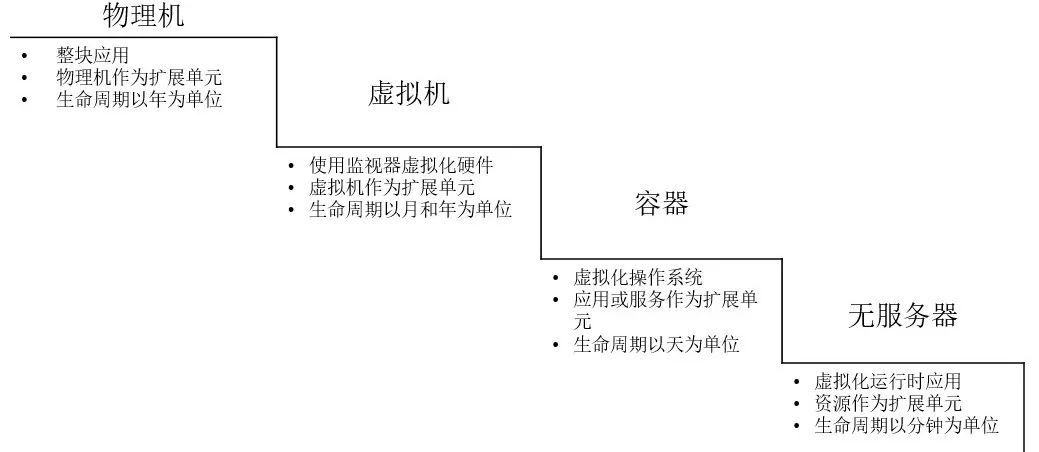 物理机
• 整块应用
• 物理机作为扩展单元
• 生命周期以年为单位
虚拟机
• 使用监视器虚拟化硬件
• 虚拟机作为扩展单元
• 生命周期以月和年为单位
容器
• 虚拟化操作系统
• 应用或服务作为扩展单
元
• 生命周期以天为单位
无服务器
• 虚拟化运行时应用
• 资源作为扩展单元
• 生命周期以分钟为单位